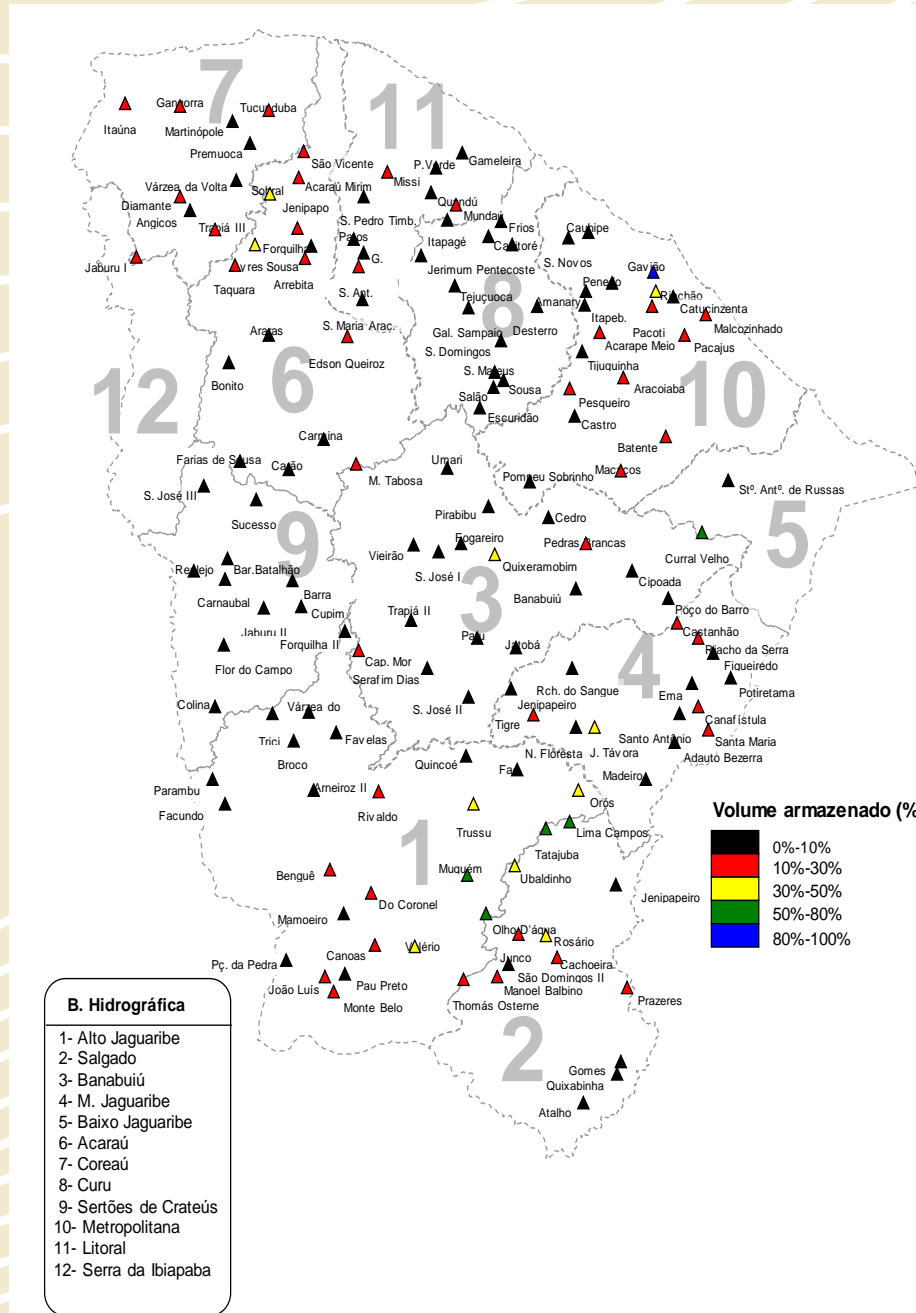 7
11
Gangorra
Tucunduba
Itaúna
Martinópole
Premuoca
São Vicente
P.Verde
Gameleira
Várzea da Volta
Sobral
Acaraú Mirim
Missi
Diamante
Angicos
Jenipapo
Quandú
Trapiá III
S. Pedro Timb.
Mundaú
Frios
Cauhipe
Forquilha
Patos
Itapagé
Caxitoré
Jaburu I
Ayres Sousa
G.
S. Novos
Gavião
Taquara
Arrebita
Jerimum
Pentecoste
8
Penedo
Riachão
S. Ant.
Tejuçuoca
Amanary
Catucinzenta
Itapeb.
Malcozinhado
Araras
S. Maria Arac.
Gal. Sampaio
Desterro
Pacoti
Acarape Meio
Pacajus
12
Bonito
6
Edson Queiroz
S. Domingos
Tijuquinha
10
S. Mateus
Sousa
Aracoiaba
Salão
Pesqueiro
Escuridão
Castro
Carmina
Batente
Farias de Sousa
Carão
Umari
M. Tabosa
Pompeu Sobrinho
Macacos
S. José III
Stº. Antº. de Russas
Sucesso
9
Pirabibu
Cedro
5
Fogareiro
Pedras Brancas
Curral Velho
Vieirão
Quixeramobim
Realejo
Bar.Batalhão
S. José I
3
Cipoada
Carnaubal
Barra
Banabuiú
Cupim
Trapiá II
Poço do Barro
Jaburu II
Castanhão
Forquilha II
Patu
Jatobá
4
Riacho da Serra
Flor do Campo
Cap. Mor
Figueiredo
Serafim Dias
Rch. do Sangue
Ema
Potiretama
Colina
Várzea do
S. José II
Jenipapeiro
Canafístula
Tigre
Santo Antônio
Santa Maria
Trici
Favelas
N. Floresta
J. Távora
Adauto Bezerra
Broco
Quincoé
Faé
Madeiro
Parambu
Arneiroz II
Facundo
Rivaldo
Orós
1
Trussu
Lima Campos
Tatajuba
Benguê
Muquém
Ubaldinho
Jenipapeiro
Do Coronel
Mamoeiro
Olho D'água
Rosário
Valério
Pç. da Pedra
Canoas
Junco
Cachoeira
João Luís
Pau Preto
São Domingos II
Manoel Balbino
Monte Belo
Thomás Osterne
Prazeres
2
Gomes
Quixabinha
Atalho
Volume armazenado (%
0%-10%
10%-30%
30%-50%
50%-80%
80%-100%
B. Hidrográfica
1- Alto Jaguaribe
2- Salgado
3- Banabuiú
4- M. Jaguaribe
5- Baixo Jaguaribe
6- Acaraú
7- Coreaú
8- Curu
9- Sertões de Crateús
10- Metropolitana
11- Litoral
12- Serra da Ibiapaba